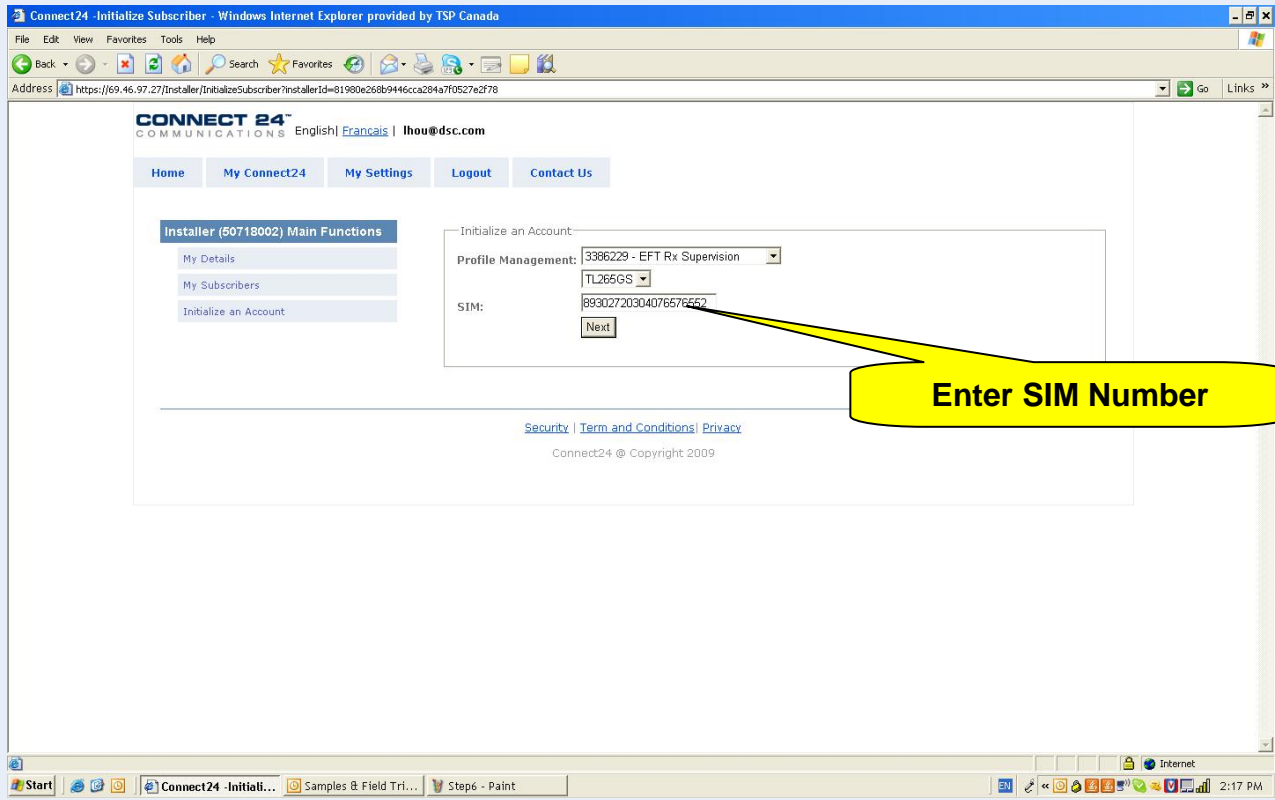 Connect24 -Initialize Subscriber - Windows Internet Explorer provided by TSP Canada
File Edit View Favorites Tools Help
Back Search Favorites
Address https://69.46.97.27/Installer/InitializeSubscriber?installerId=81980e268b9446cca284a7f0527e2f78 Go Links »
CONNECT 24™
COMMUNICATIONS English| Francais | lhou@dsc.com
Home My Connect24 My Settings Logout Contact Us
Installer (50718002) Main Functions
My Details
My Subscribers
Initialize an Account
Initialize an Account
Profile Management: 3386229 - EFT Rx Supervision
TL265GS
SIM: 89302720304076576552
Next
Enter SIM Number
Security | Term and Conditions| Privacy
Connect24 @ Copyright 2009
Internet
Start Connect24 -Initiali... Samples & Field Tri... Step6 - Paint EN « 2:17 PM